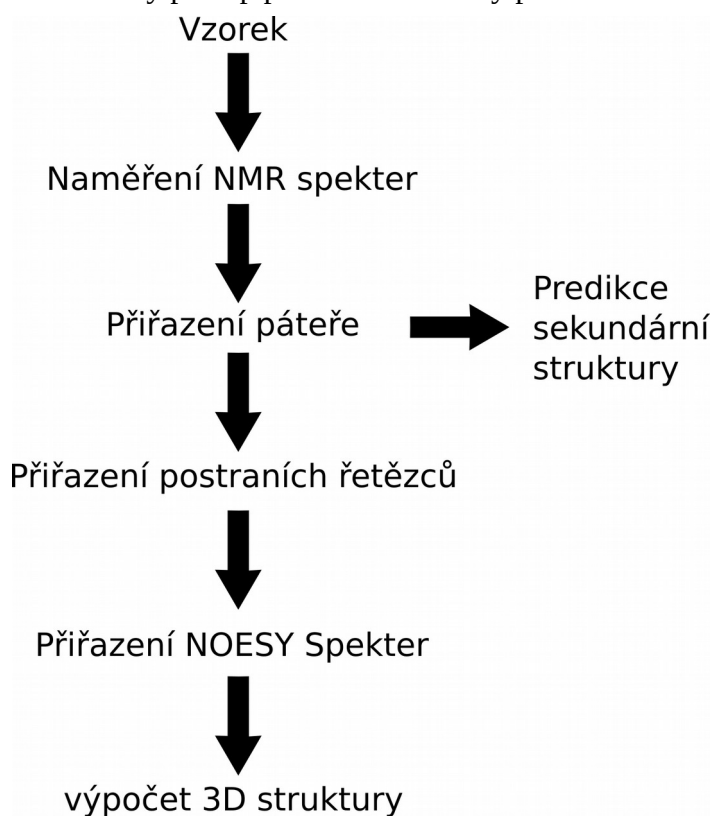 Vzorek
Naměření NMR spekter
Přiřazení páteře
Predikce
sekundární
struktury
Přiřazení postraních řetězců
Přiřazení NOESY Spekter
výpočet 3D struktury